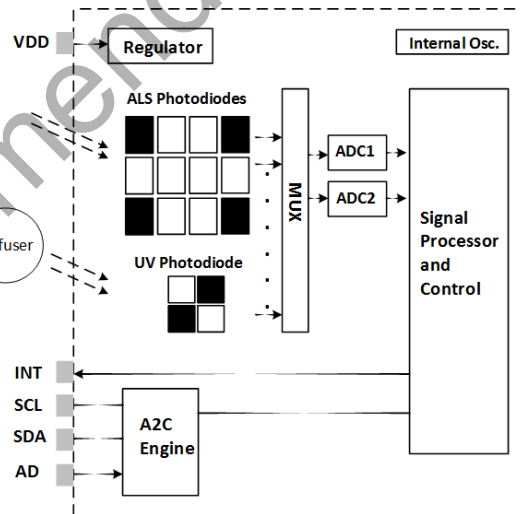 VDD
Regulator
Internal Osc.
ALS Photodiodes
ADC1
ADC2
MUX
Signal
Processor
and
Control
fuser
UV Photodiode
INT
SCL
SDA
AD
A2C
Engine
mend